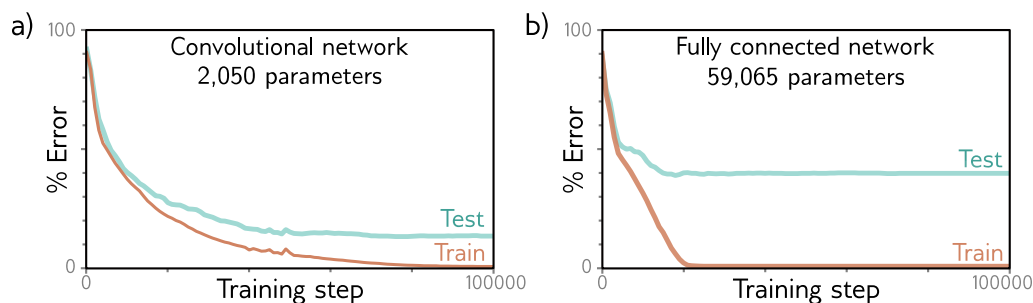 a)
Convolutional network
2,050 parameters
100
% Error
0
Test
Train
0
Training step
100000
b)
Fully connected network
59,065 parameters
100
% Error
0
Test
Train
0
Training step
100000